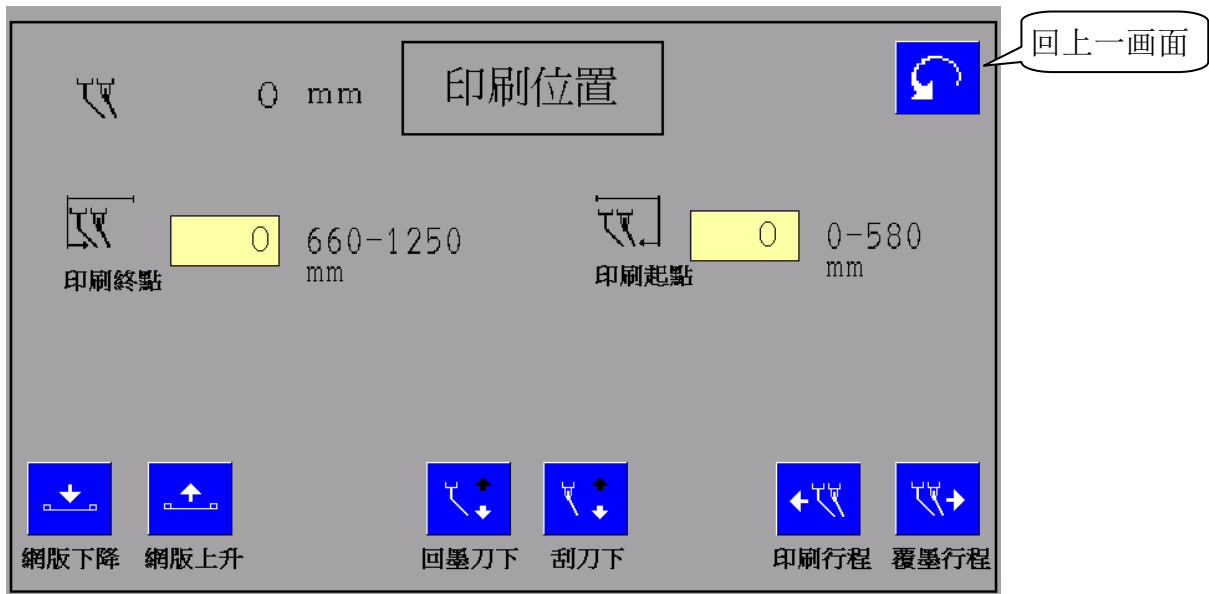 回上一画面
0 mm
印刷位置
印刷終點
0
660-1250
mm
印刷起點
0
0-580
mm
網版下降
網版上升
回墨刀下
刮刀下
印刷行程
覆墨行程